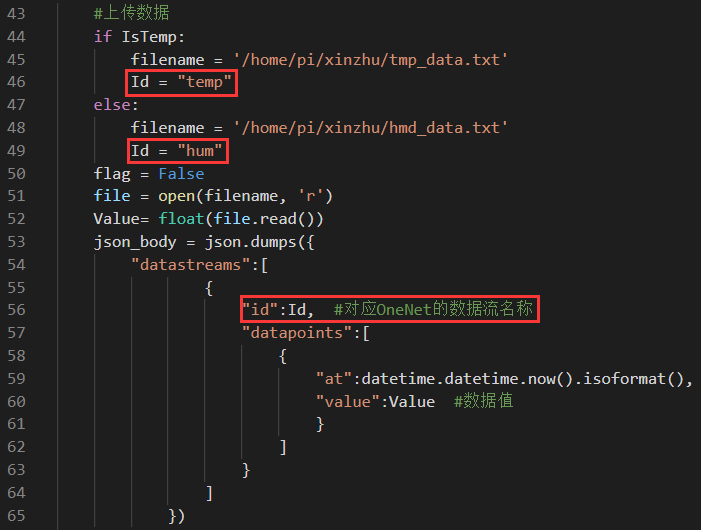 43 #上传数据
44 if IsTemp:
45 filename = '/home/pi/xinzhu/tmp_data.txt'
46 Id = "temp"
47 else:
48 filename = '/home/pi/xinzhu/hmd_data.txt'
49 Id = "hum"
50 flag = False
51 file = open(filename, 'r')
52 Value= float(file.read())
53 json_body = json.dumps({
54 "datastreams":[
55 {
56 "id":Id, #对应OneNet的数据流名称
57 "datapoints":[
58 {
59 "at":datetime.datetime.now().isoformat(),
60 "value":Value #数据值
61 }
62 ]
63 }
64 ]
65 })